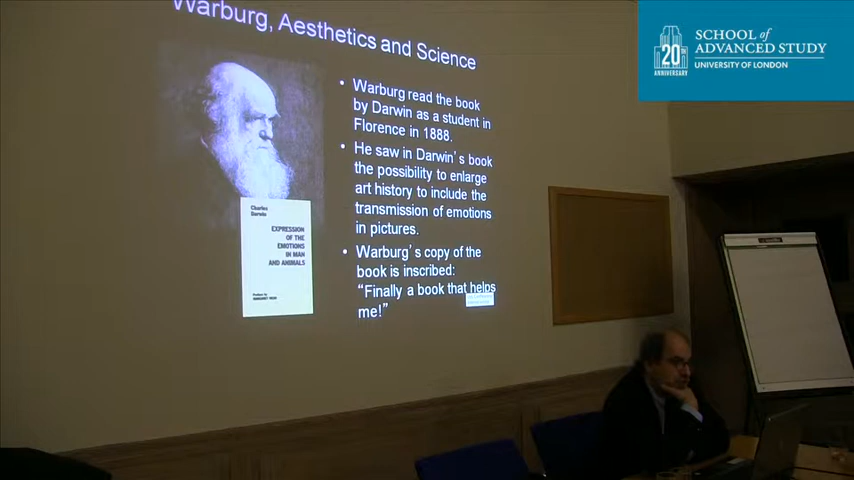 Warburg, Aesthetics and Science
• Warburg read the book
by Darwin as a student in
Florence in 1888.
• He saw in Darwin's book
the possibility to enlarge
art history to include the
transmission of emotions
in pictures.
• Warburg's copy of the
book is inscribed:
"Finally a book that helps
me!"
Charles
Darwin
EXPRESSION
OF THE
EMOTIONS
IN MAN
AND ANIMALS
SCHOOL of
ADVANCED STUDY
UNIVERSITY OF LONDON
20TH
ANNIVERSARY